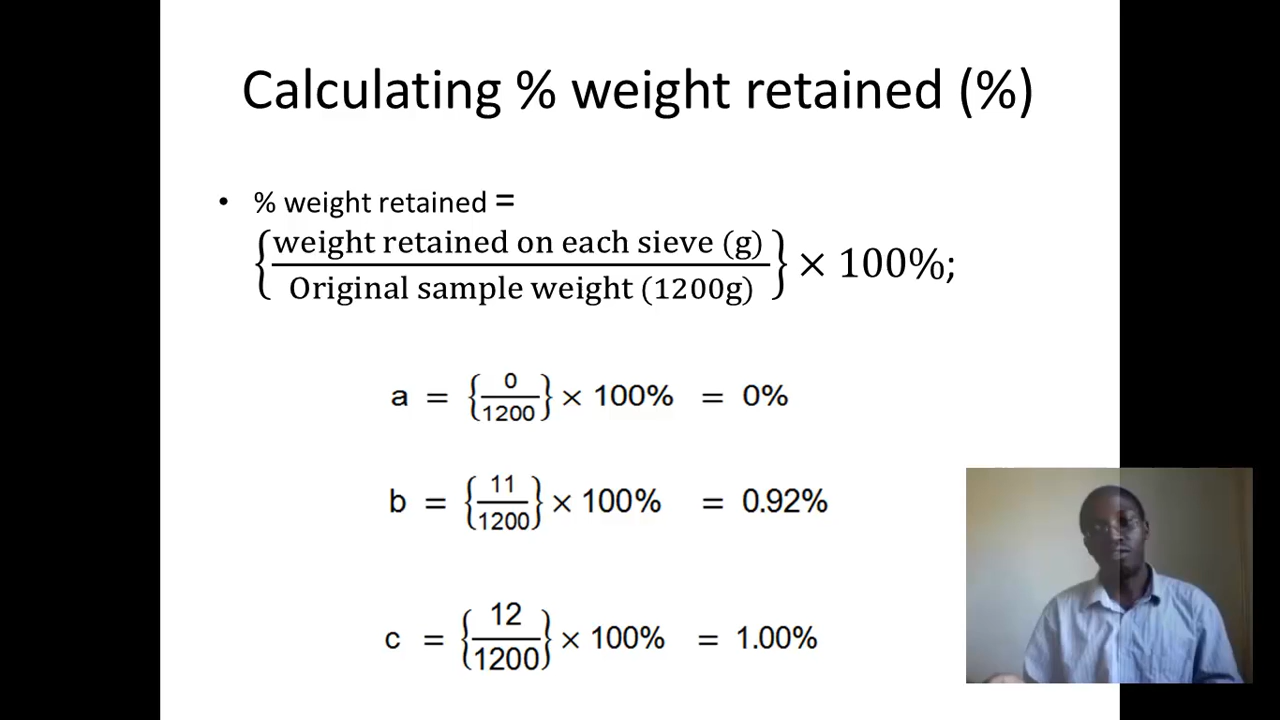 Calculating % weight retained (%)
• % weight retained =
{weight retained on each sieve (g) / Original sample weight (1200g)} × 100%;
a = {0/1200} × 100% = 0%
b = {11/1200} × 100% = 0.92%
c = {12/1200} × 100% = 1.00%